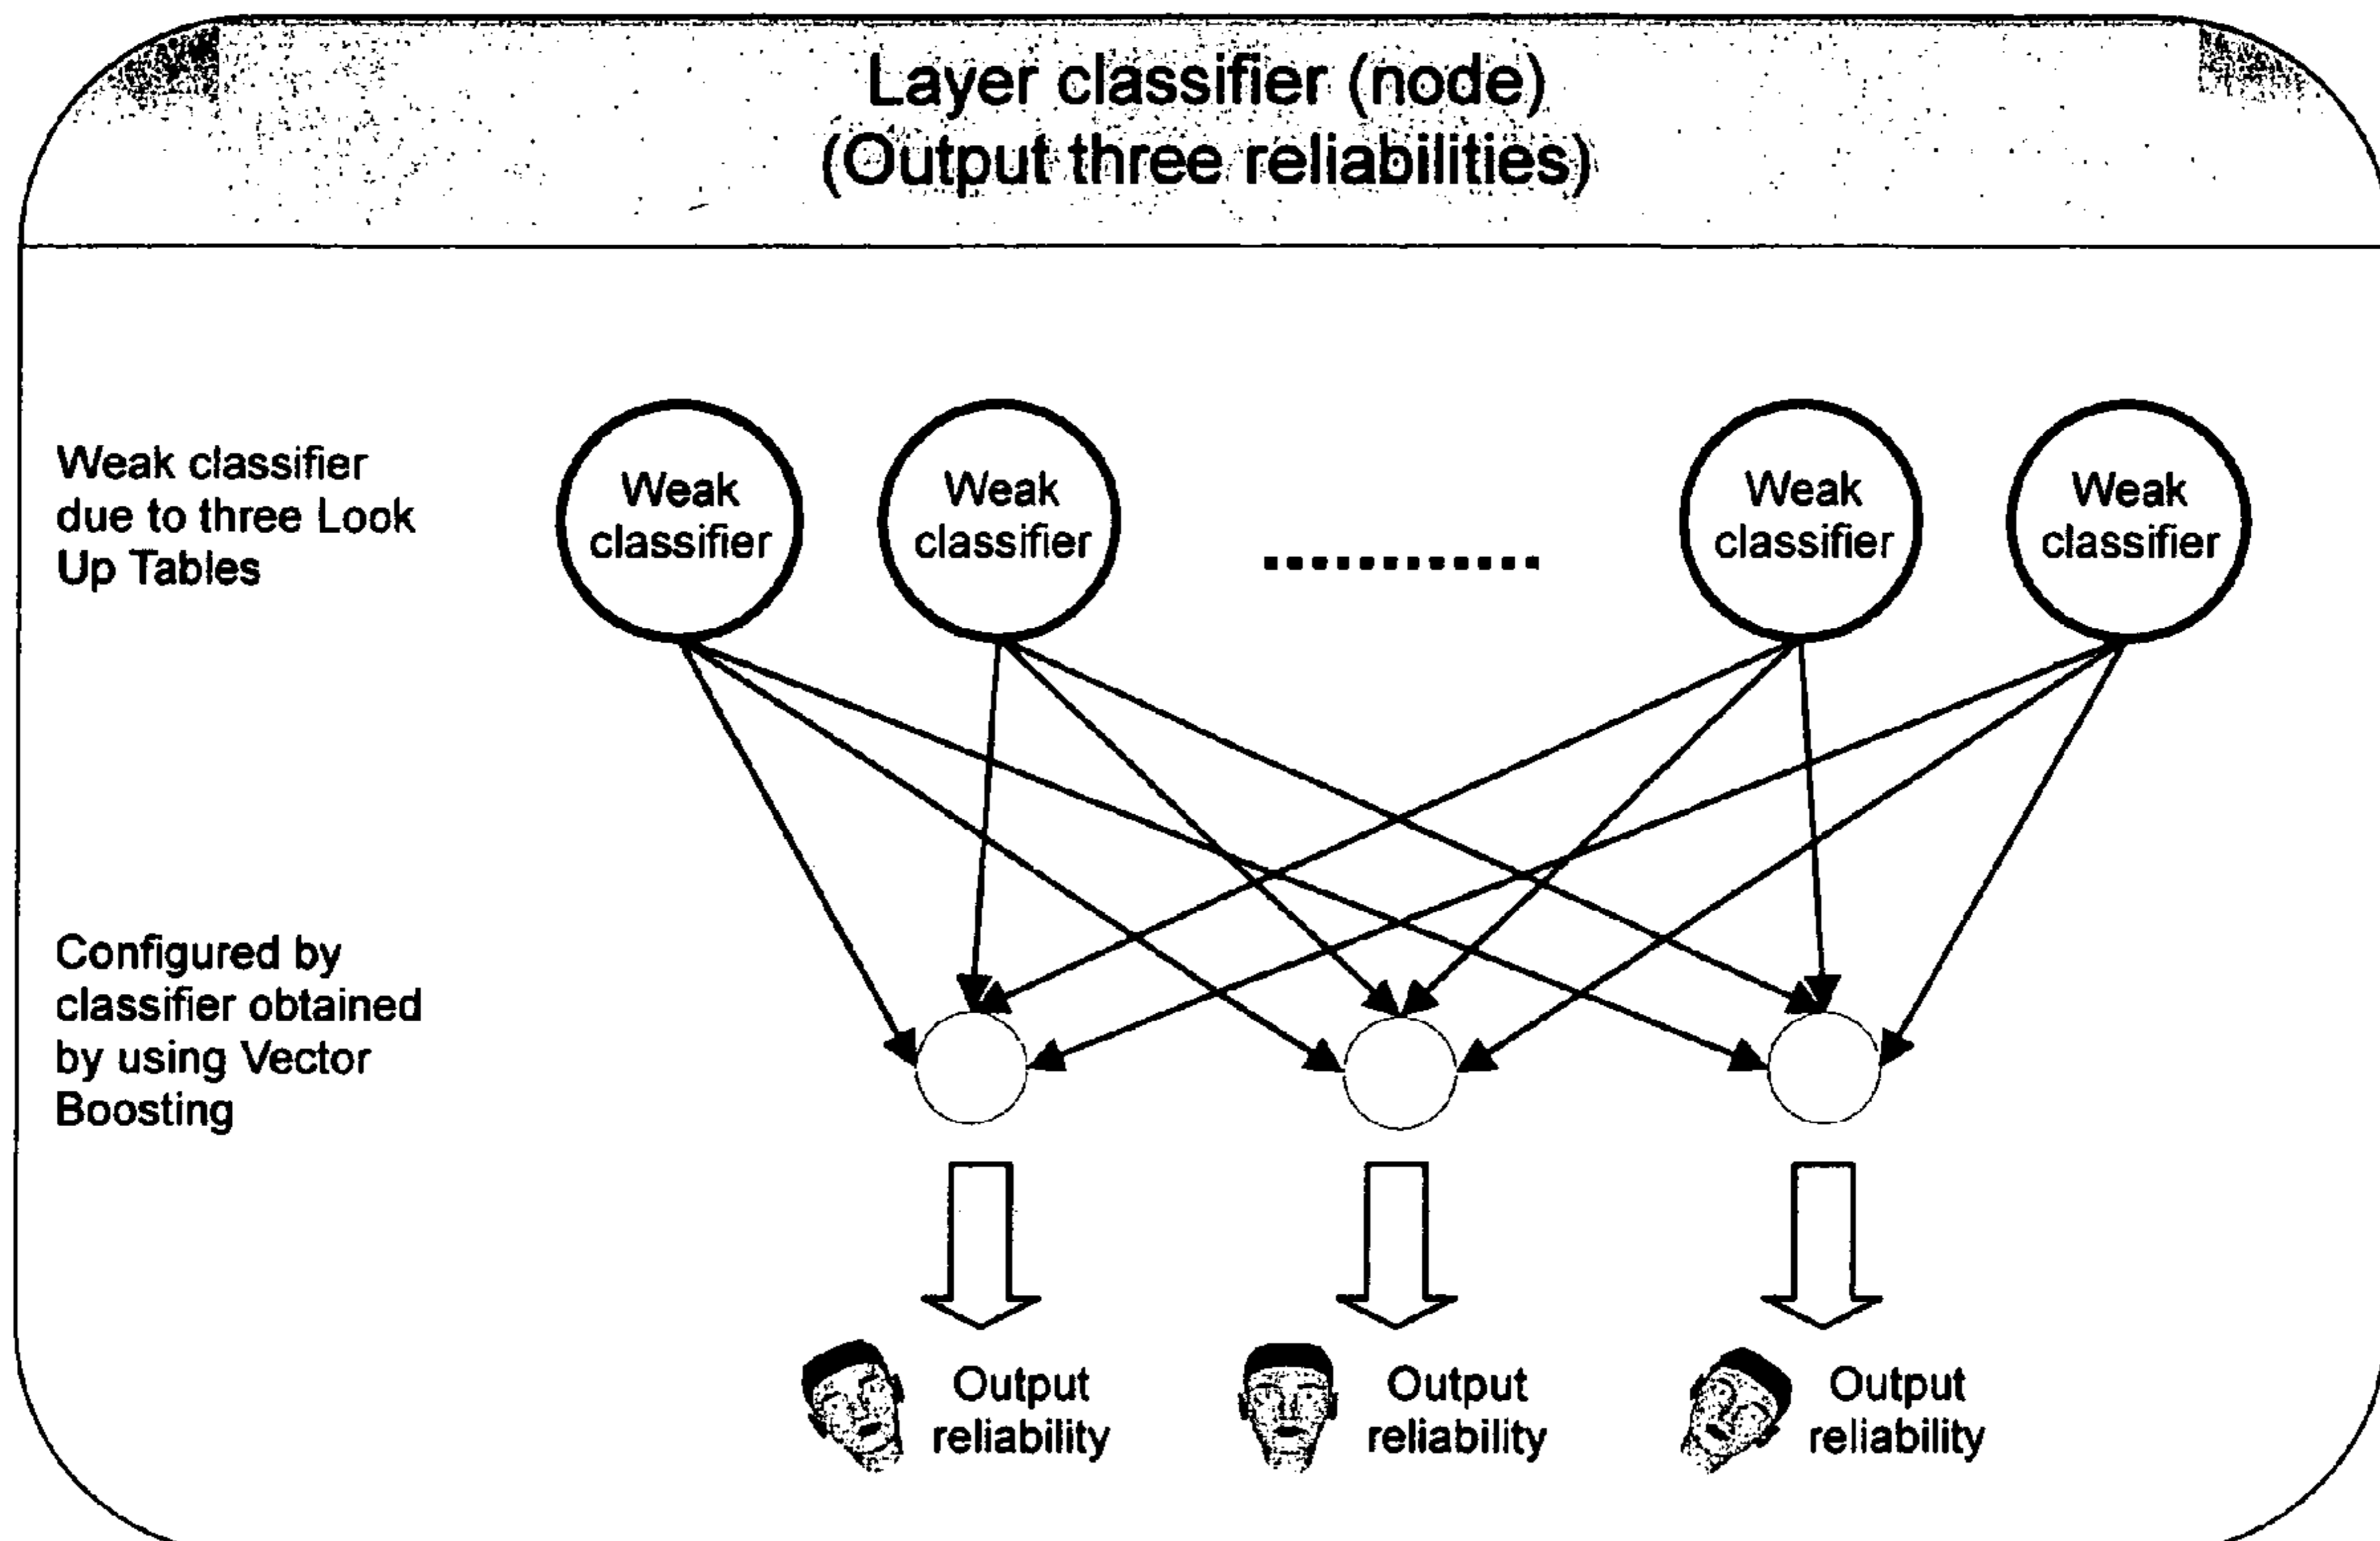 Layer classifier (node)
(Output three reliabilities)
Weak classifier
due to three Look
Up Tables
Weak
classifier
Weak
classifier
Weak
classifier
Weak
classifier
Configured by
classifier obtained
by using Vector
Boosting
Output
reliability
Output
reliability
Output
reliability